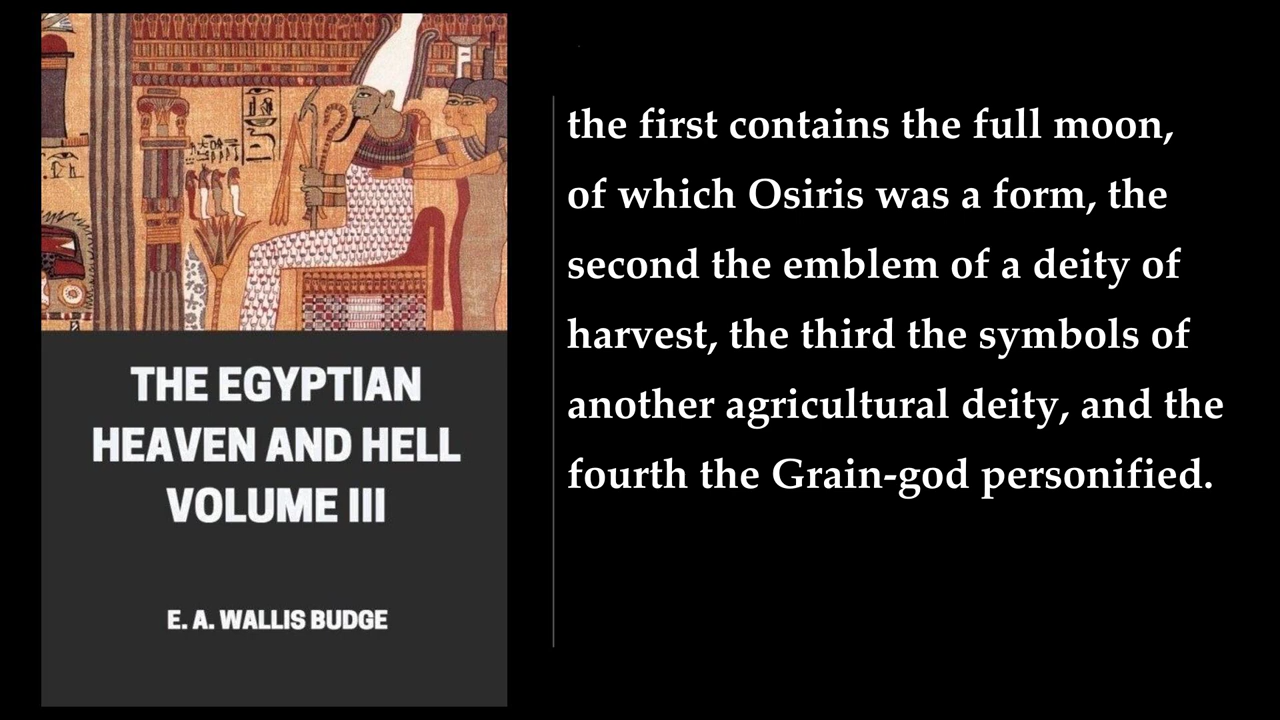 THE EGYPTIAN
HEAVEN AND HELL
VOLUME III
E. A. WALLIS BUDGE
the first contains the full moon,
of which Osiris was a form, the
second the emblem of a deity of
harvest, the third the symbols of
another agricultural deity, and the
fourth the Grain-god personified.